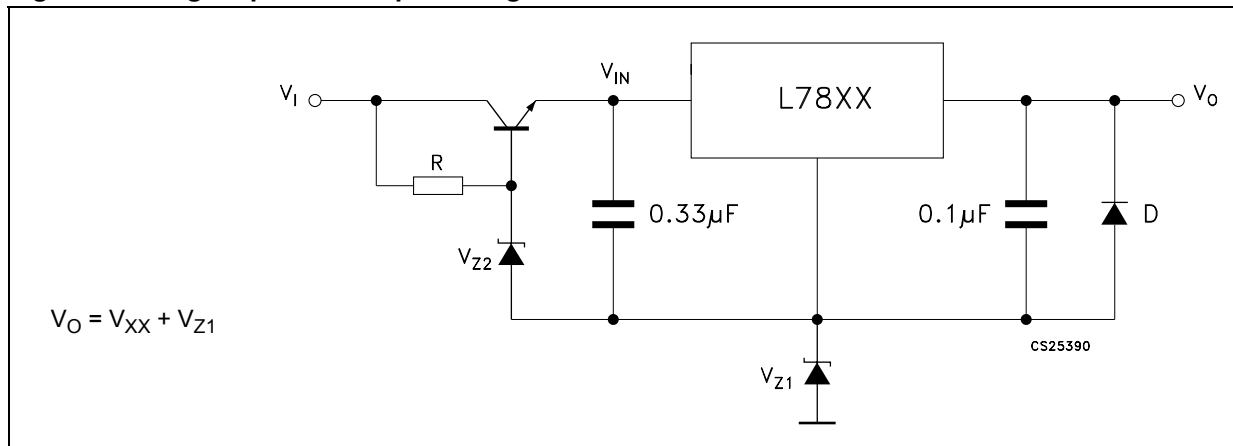 V_I
V_IN
L78XX
V_O
R
0.33µF
0.1µF
D
V_Z2
V_O = V_XX + V_Z1
CS25390
V_Z1